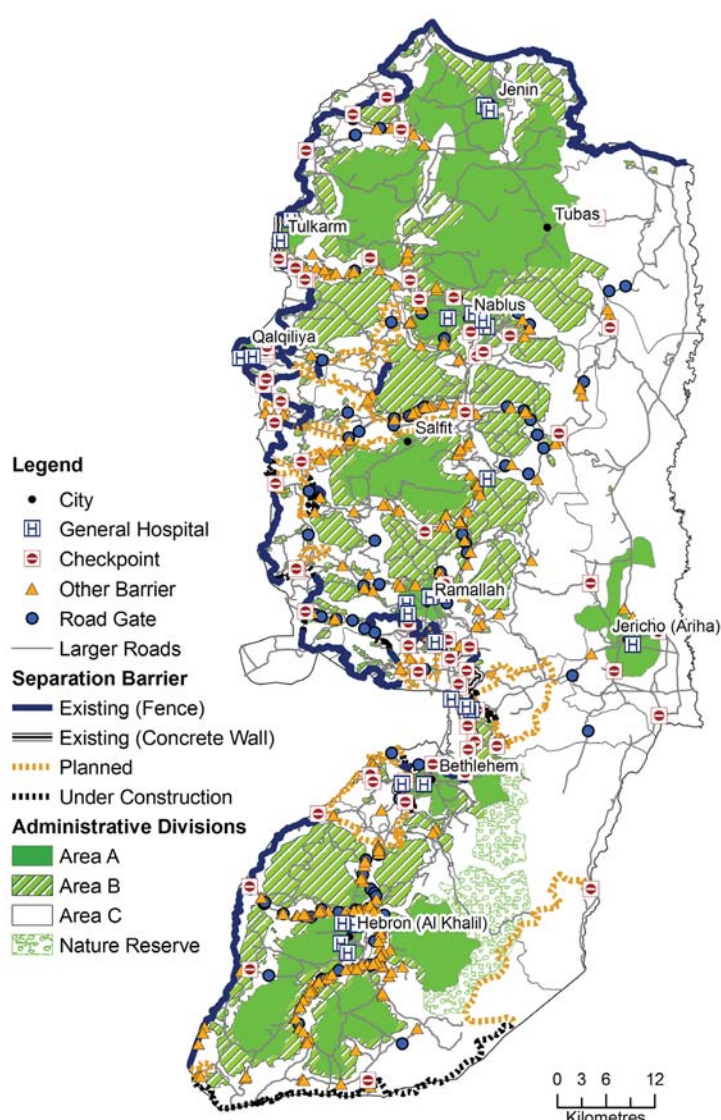 Jenin
Tubas
Tulkarm
Nablus
Qalqiliya
Salfit
Legend
City
H General Hospital
Checkpoint
Other Barrier
Road Gate
Larger Roads
Separation Barrier
Existing (Fence)
Existing (Concrete Wall)
Planned
Under Construction
Administrative Divisions
Area A
Area B
Area C
Nature Reserve
Ramallah
Jericho (Ariha)
Bethlehem
Hebron (Al Khalil)
0 3 6 12
Kilometres